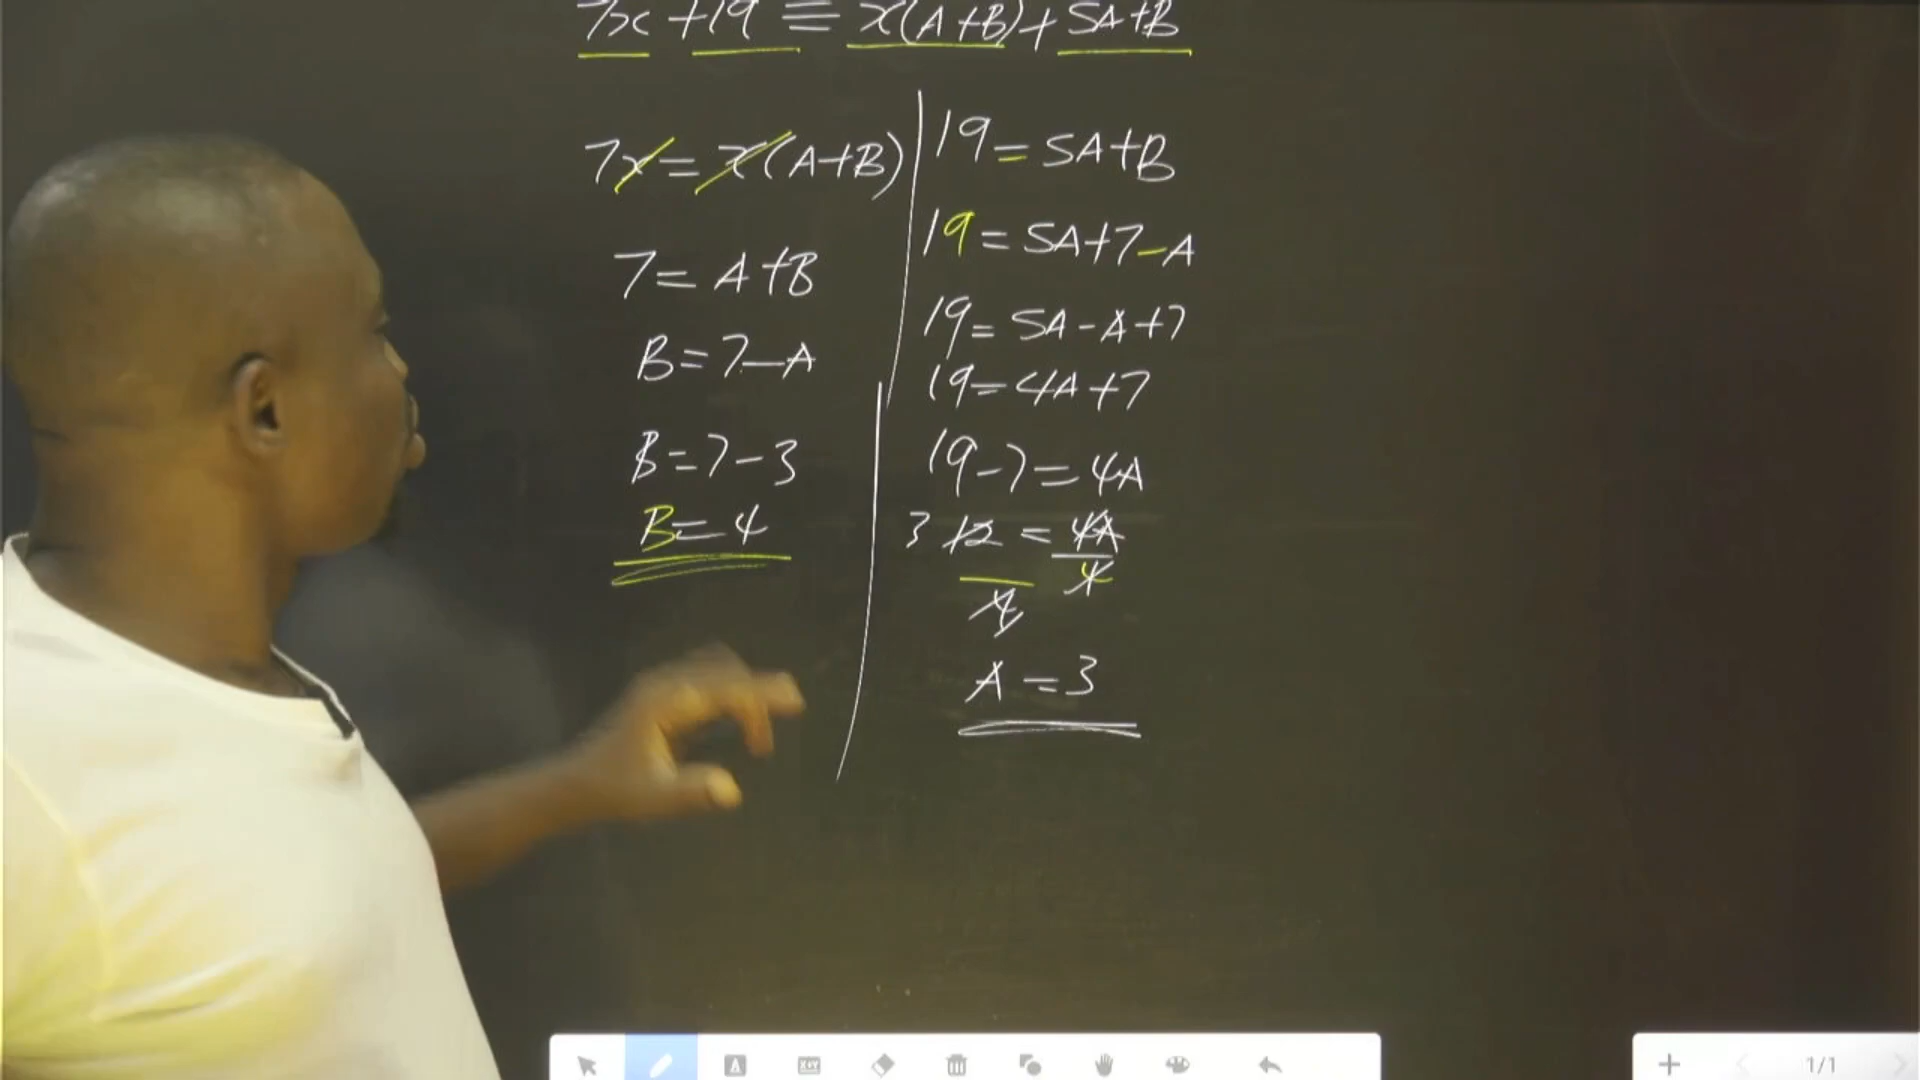 7x+19 ≡ x(A+B)+5A+B
7x = x(A+B)
7 = A+B
B = 7-A
B = 7-3
B = 4
19 = 5A+B
19 = 5A+7-A
19 = 5A-A+7
19 = 4A+7
19-7 = 4A
3 12 = 4A
4 4
A = 3
1/1